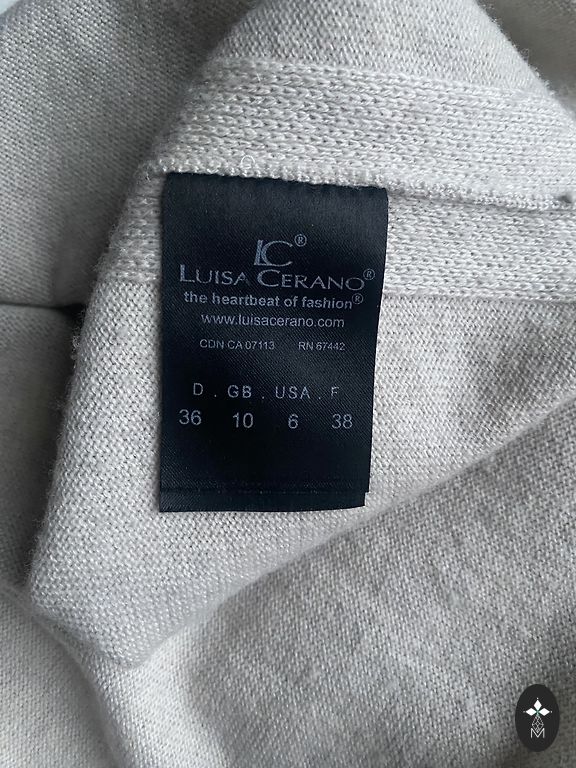 LC®
LUISA CERANO®
the heartbeat of fashion®
www.luisacerano.com
CDN CA 07113 RN 67442
D . GB . USA . F
36 10 6 38
M